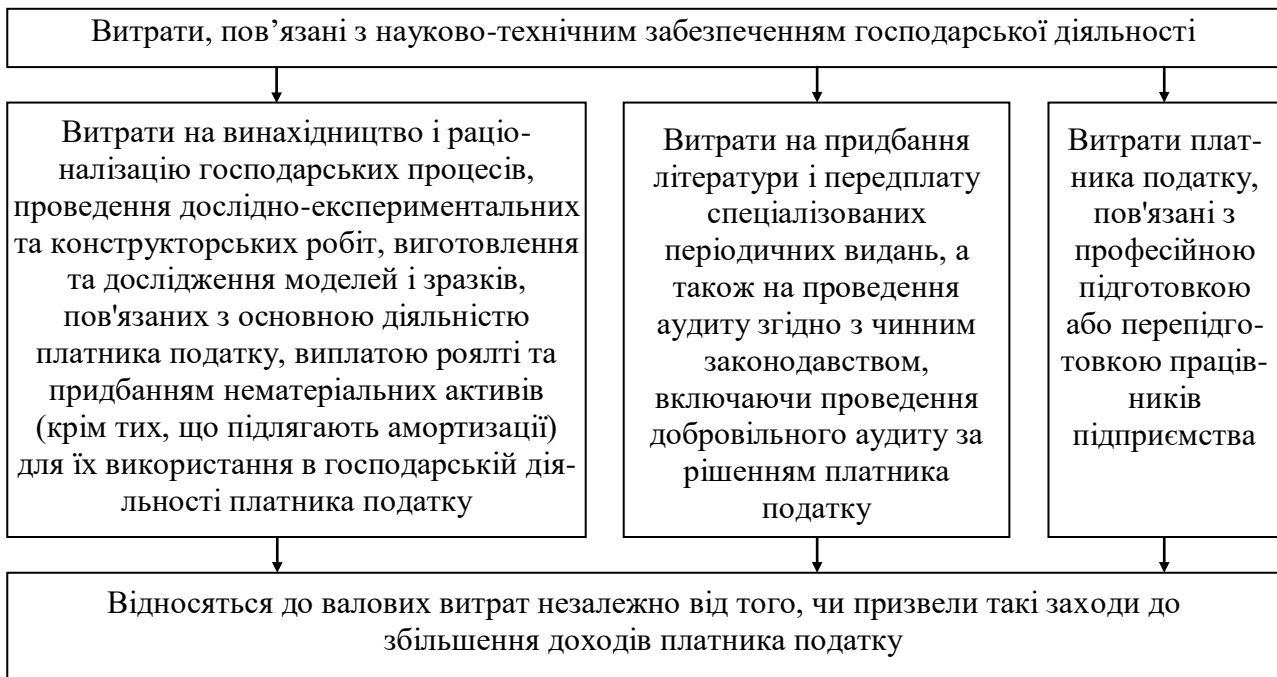 Витрати, пов’язані з науково-технічним забезпеченням господарської діяльності
Витрати на винахідництво і раціо-
налізацію господарських процесів,
проведення дослідно-експериментальних
та конструкторських робіт, виготовлення
та дослідження моделей і зразків,
пов'язаних з основною діяльністю
платника податку, виплатою роялті та
придбанням нематеріальних активів
(крім тих, що підлягають амортизації)
для їх використання в господарській дія-
льності платника податку
Витрати на придбання
літератури і передплату
спеціалізованих
періодичних видань, а
також на проведення
аудиту згідно з чинним
законодавством,
включаючи проведення
добровільного аудиту за
рішенням платника
податку
Витрати плат-
ника податку,
пов'язані з
професійною
підготовкою
або перепідго-
товкою праців-
ників
підприємства
Відносяться до валових витрат незалежно від того, чи призвели такі заходи до
збільшення доходів платника податку